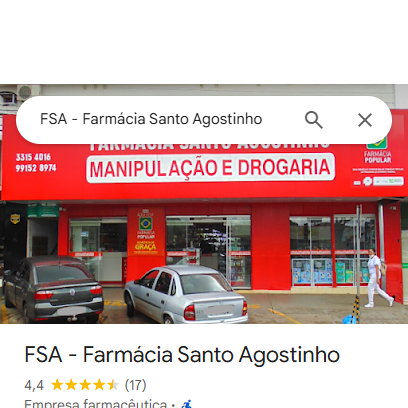 FSA - Farmácia Santo Agostinho
FARMÁCIA SANTO AGOSTINHO
3315 4016
99152 8974
MANIPULAÇÃO E DROGARIA
FARMÁCIA
POPULAR
FARMÁCIA
POPULAR
GRAÇA
FSA - Farmácia Santo Agostinho
4,4 (17)
Empresa farmacêutica ·